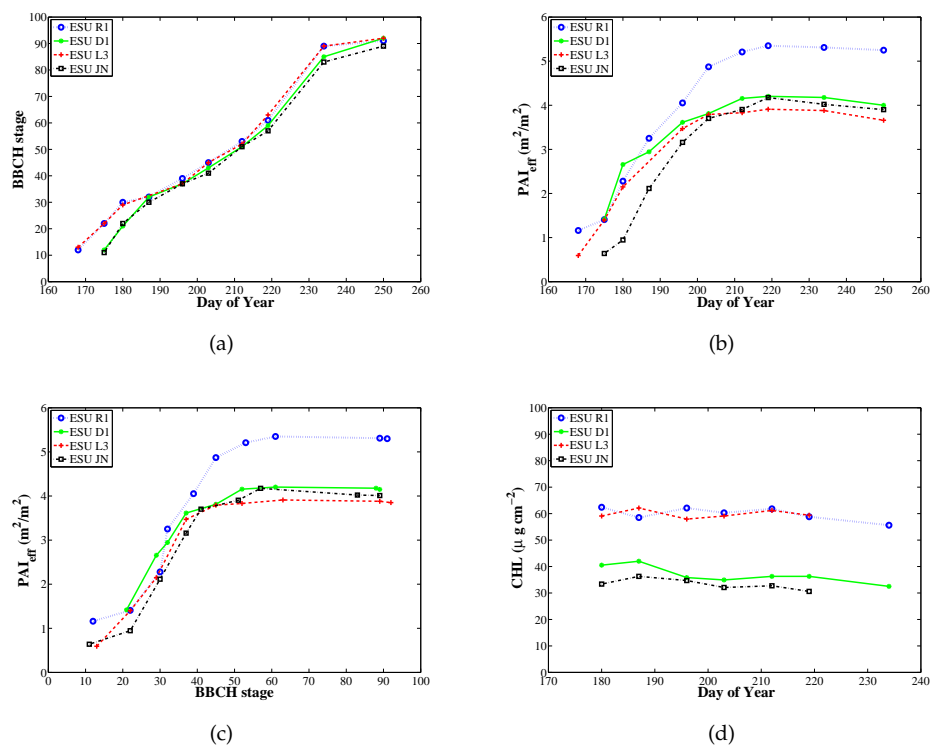 100
90
80
70
60
50
40
30
20
10
0
BBCH stage
160 170 180 190 200 210 220 230 240 250 260
Day of Year
ESU R1
ESU D1
ESU L3
ESU JN
(a)
6
5
4
3
2
1
0
PAI_eff (m²/m²)
160 170 180 190 200 210 220 230 240 250 260
Day of Year
ESU R1
ESU D1
ESU L3
ESU JN
(b)
6
5
4
3
2
1
0
PAI_eff (m²/m²)
0 10 20 30 40 50 60 70 80 90 100
BBCH stage
ESU R1
ESU D1
ESU L3
ESU JN
(c)
100
90
80
70
60
50
40
30
20
10
0
CHL (μ g cm⁻²)
170 180 190 200 210 219 230 240
Day of Year
ESU R1
ESU D1
ESU L3
ESU JN
(d)